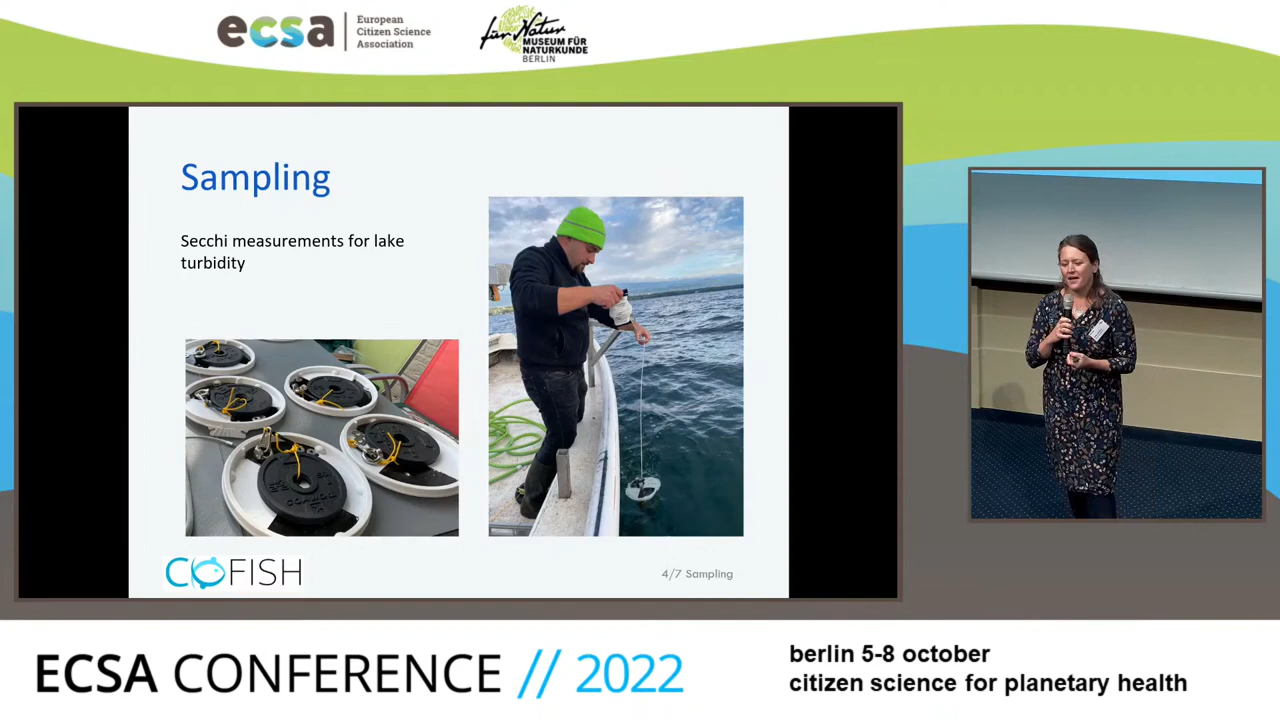 ecsa
European
Citizen Science
Association
für Natur
MUSEUM FÜR
NATURKUNDE
BERLIN
Sampling
Secchi measurements for lake
turbidity
COFISH
4/7 Sampling
ECSA CONFERENCE // 2022
berlin 5-8 october
citizen science for planetary health